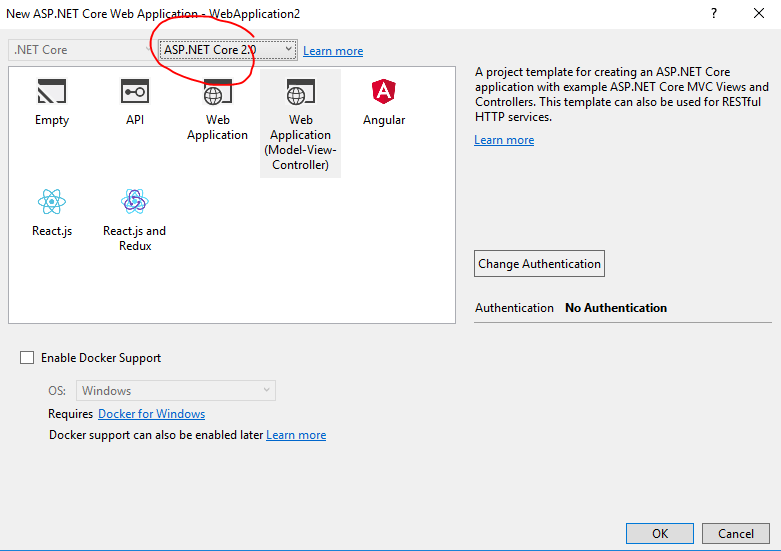 New ASP.NET Core Web Application - WebApplication2
?
.NET Core
ASP.NET Core 2.0
Learn more
Empty
API
Web
Application
Web
Application
(Model-View-
Controller)
Angular
React.js
React.js and
Redux
A project template for creating an ASP.NET Core
application with example ASP.NET Core MVC Views and
Controllers. This template can also be used for RESTful
HTTP services.
Learn more
Change Authentication
Authentication No Authentication
Enable Docker Support
OS: Windows
Requires Docker for Windows
Docker support can also be enabled later Learn more
OK
Cancel